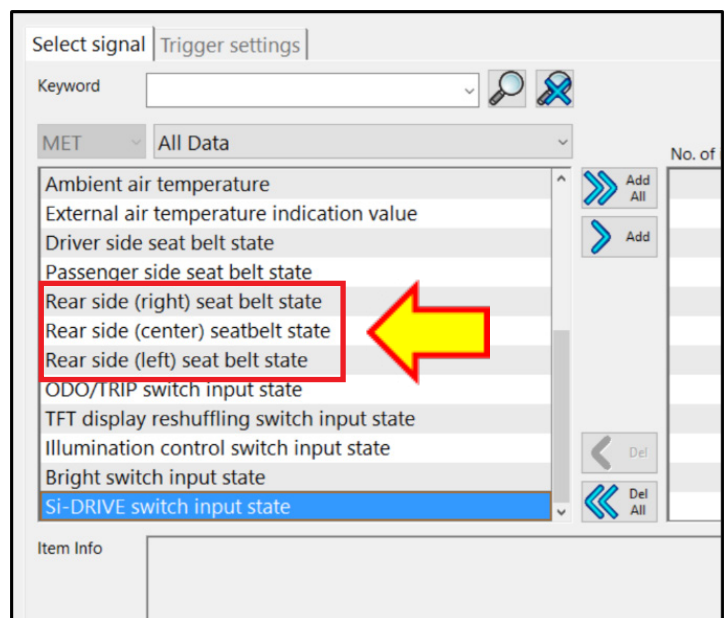 Select signal Trigger settings
Keyword
MET All Data
No. of
Ambient air temperature
External air temperature indication value
Driver side seat belt state
Passenger side seat belt state
Rear side (right) seat belt state
Rear side (center) seatbelt state
Rear side (left) seat belt state
ODO/TRIP switch input state
TFT display reshuffling switch input state
Illumination control switch input state
Bright switch input state
Si-DRIVE switch input state
Add
All
Add
Del
Del
All
Item Info